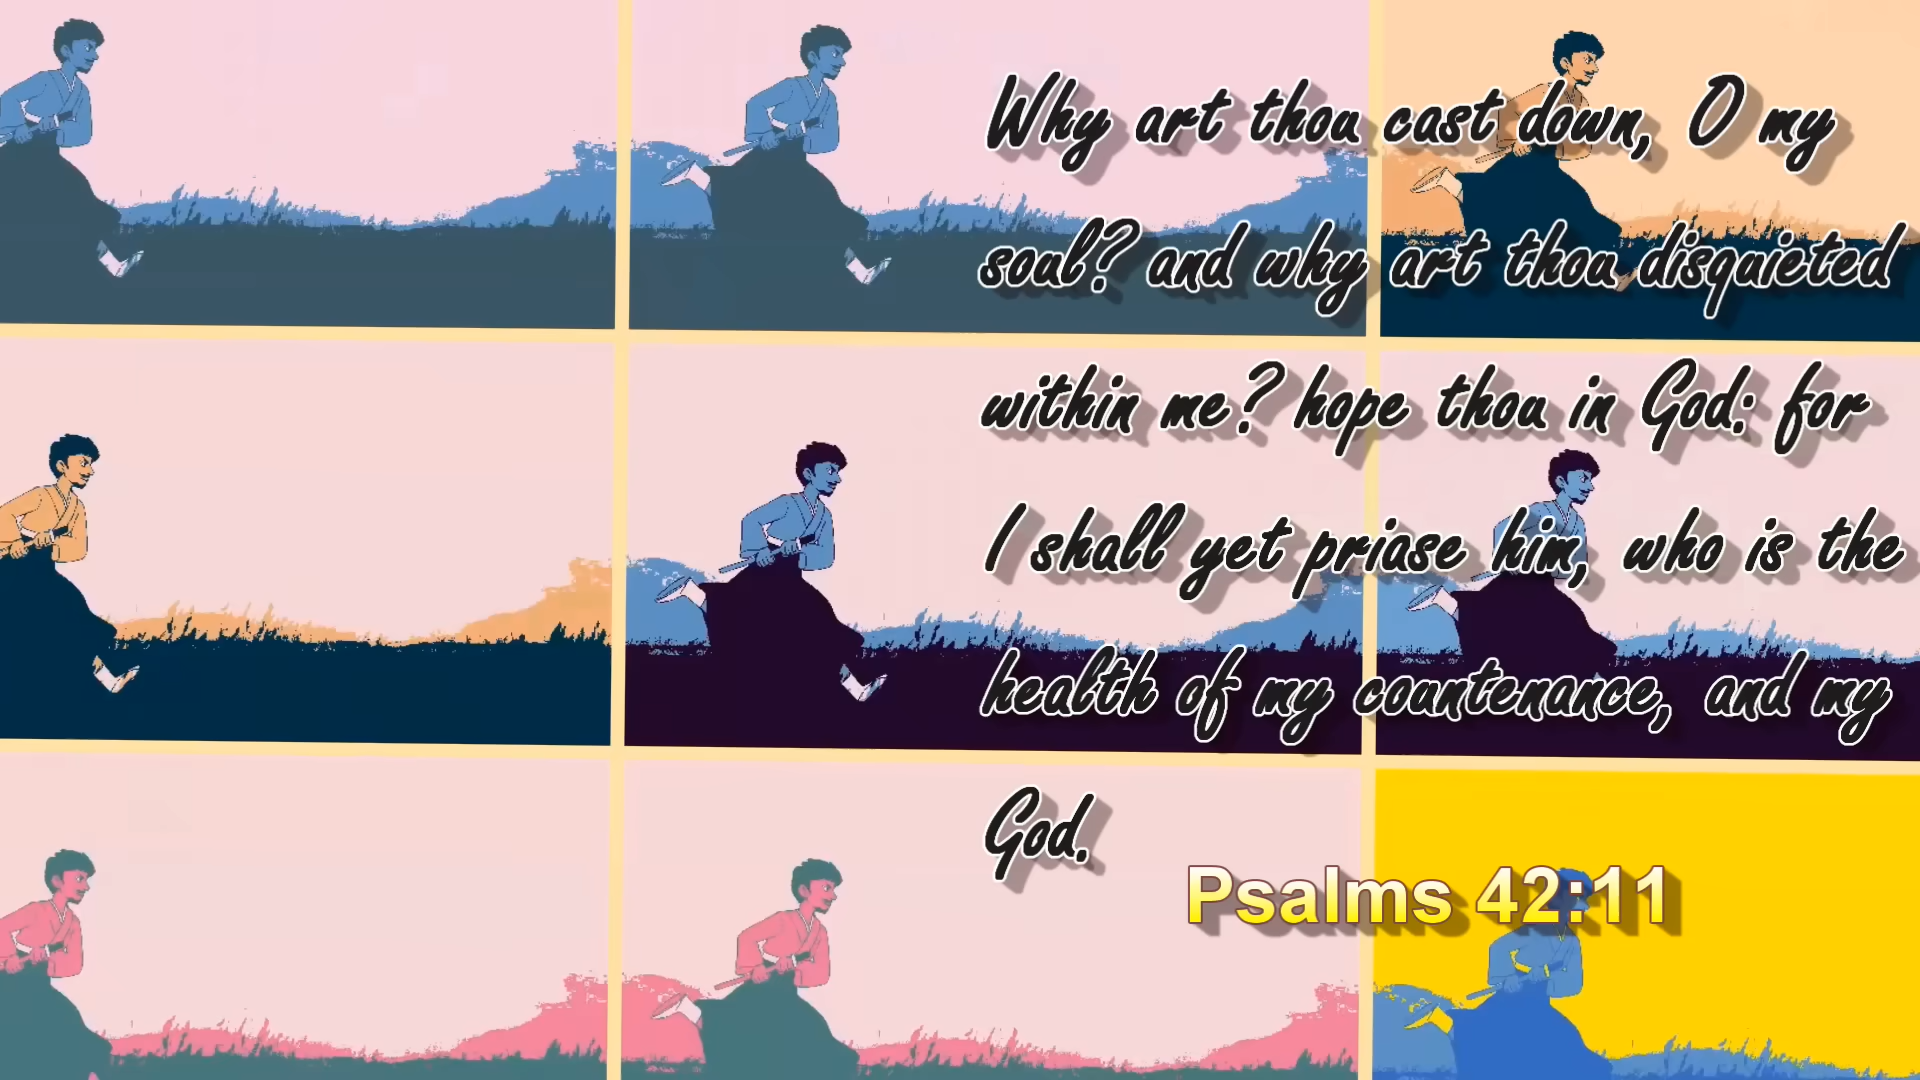 Why art thou cast down, O my
soul? and why art thou disquieted
within me? hope thou in God: for
I shall yet priase him, who is the
health of my countenance, and my
God.
Psalms 42:11